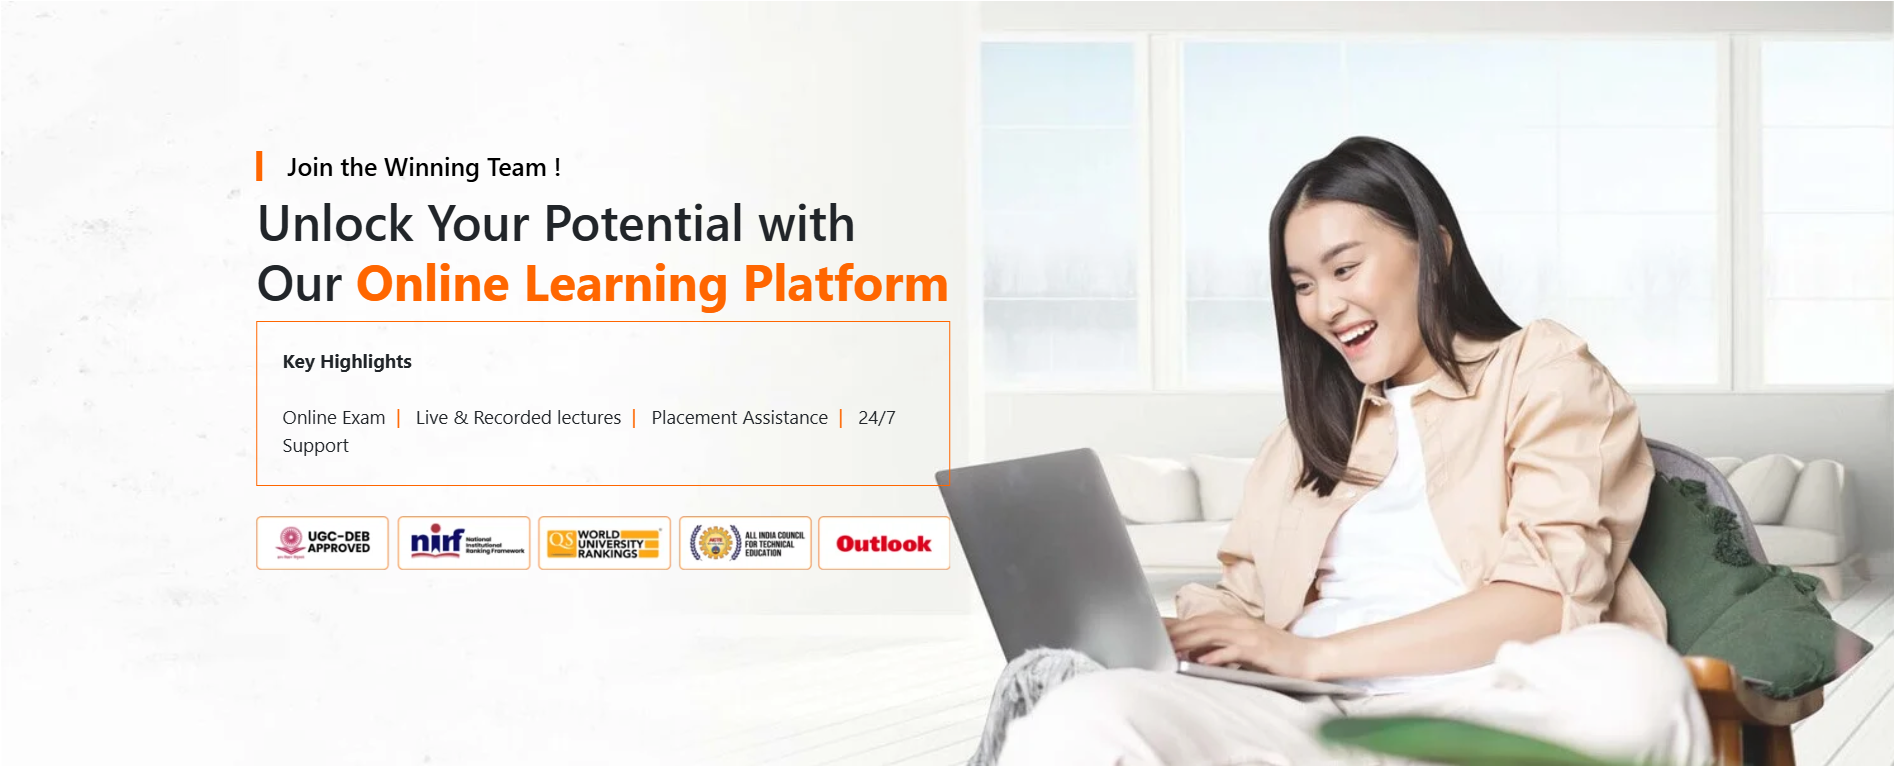 Join the Winning Team !
Unlock Your Potential with
Our Online Learning Platform
Key Highlights
Online Exam | Live & Recorded lectures | Placement Assistance | 24/7
Support
UGC-DEB
APPROVED
nirf National
Institutional
Ranking Framework
QS WORLD
UNIVERSITY
RANKINGS
ALL INDIA COUNCIL
FOR TECHNICAL
EDUCATION
Outlook